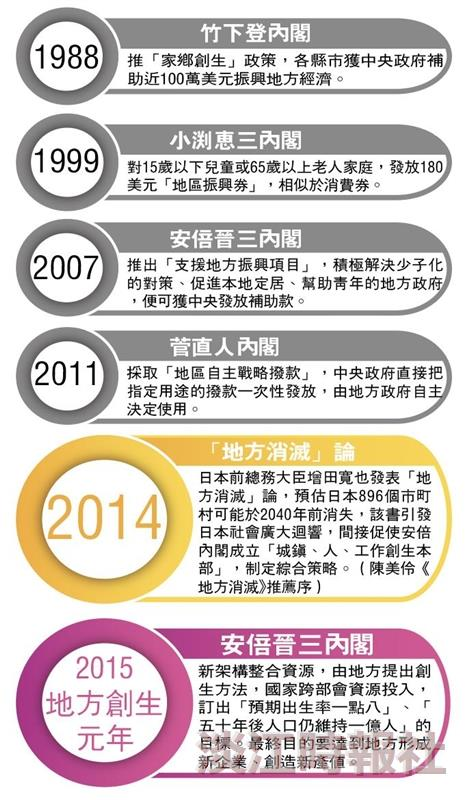 1988
竹下登內閣
推「家鄉創生」政策，各縣市獲中央政府補
助近100萬美元振興地方經濟。
1999
小渕惠三內閣
對15歲以下兒童或65歲以上老人家庭，發放180
美元「地區振興券」，相似於消費券。
2007
安倍晉三內閣
推出「支援地方振興項目」，積極解決少子化
的對策、促進本地定居、幫助青年的地方政府，
便可獲中央發放補助款。
2011
菅直人內閣
採取「地區自主戰略撥款」，中央政府直接把
指定用途的撥款一次性發放，由地方政府自主
決定使用。
2014
「地方消滅」論
日本前總務大臣增田寬也發表「地
方消滅」論，預估日本896個市町
村可能於2040年前消失，該書引發
日本社會廣大迴響，間接促使安倍
內閣成立「城鎮、人、工作創生本
部」，制定綜合策略。（陳美伶《
地方消滅》推薦序）
2015
地方創生
元年
安倍晉三內閣
新架構整合資源，由地方提出創
生方法，國家跨部會資源投入，
訂出「預期出生率一點八」、「
五十年後人口仍維持一億人」的
目標。最終目的要達到地方形成
新企業，創造新產值。
淡江時報社